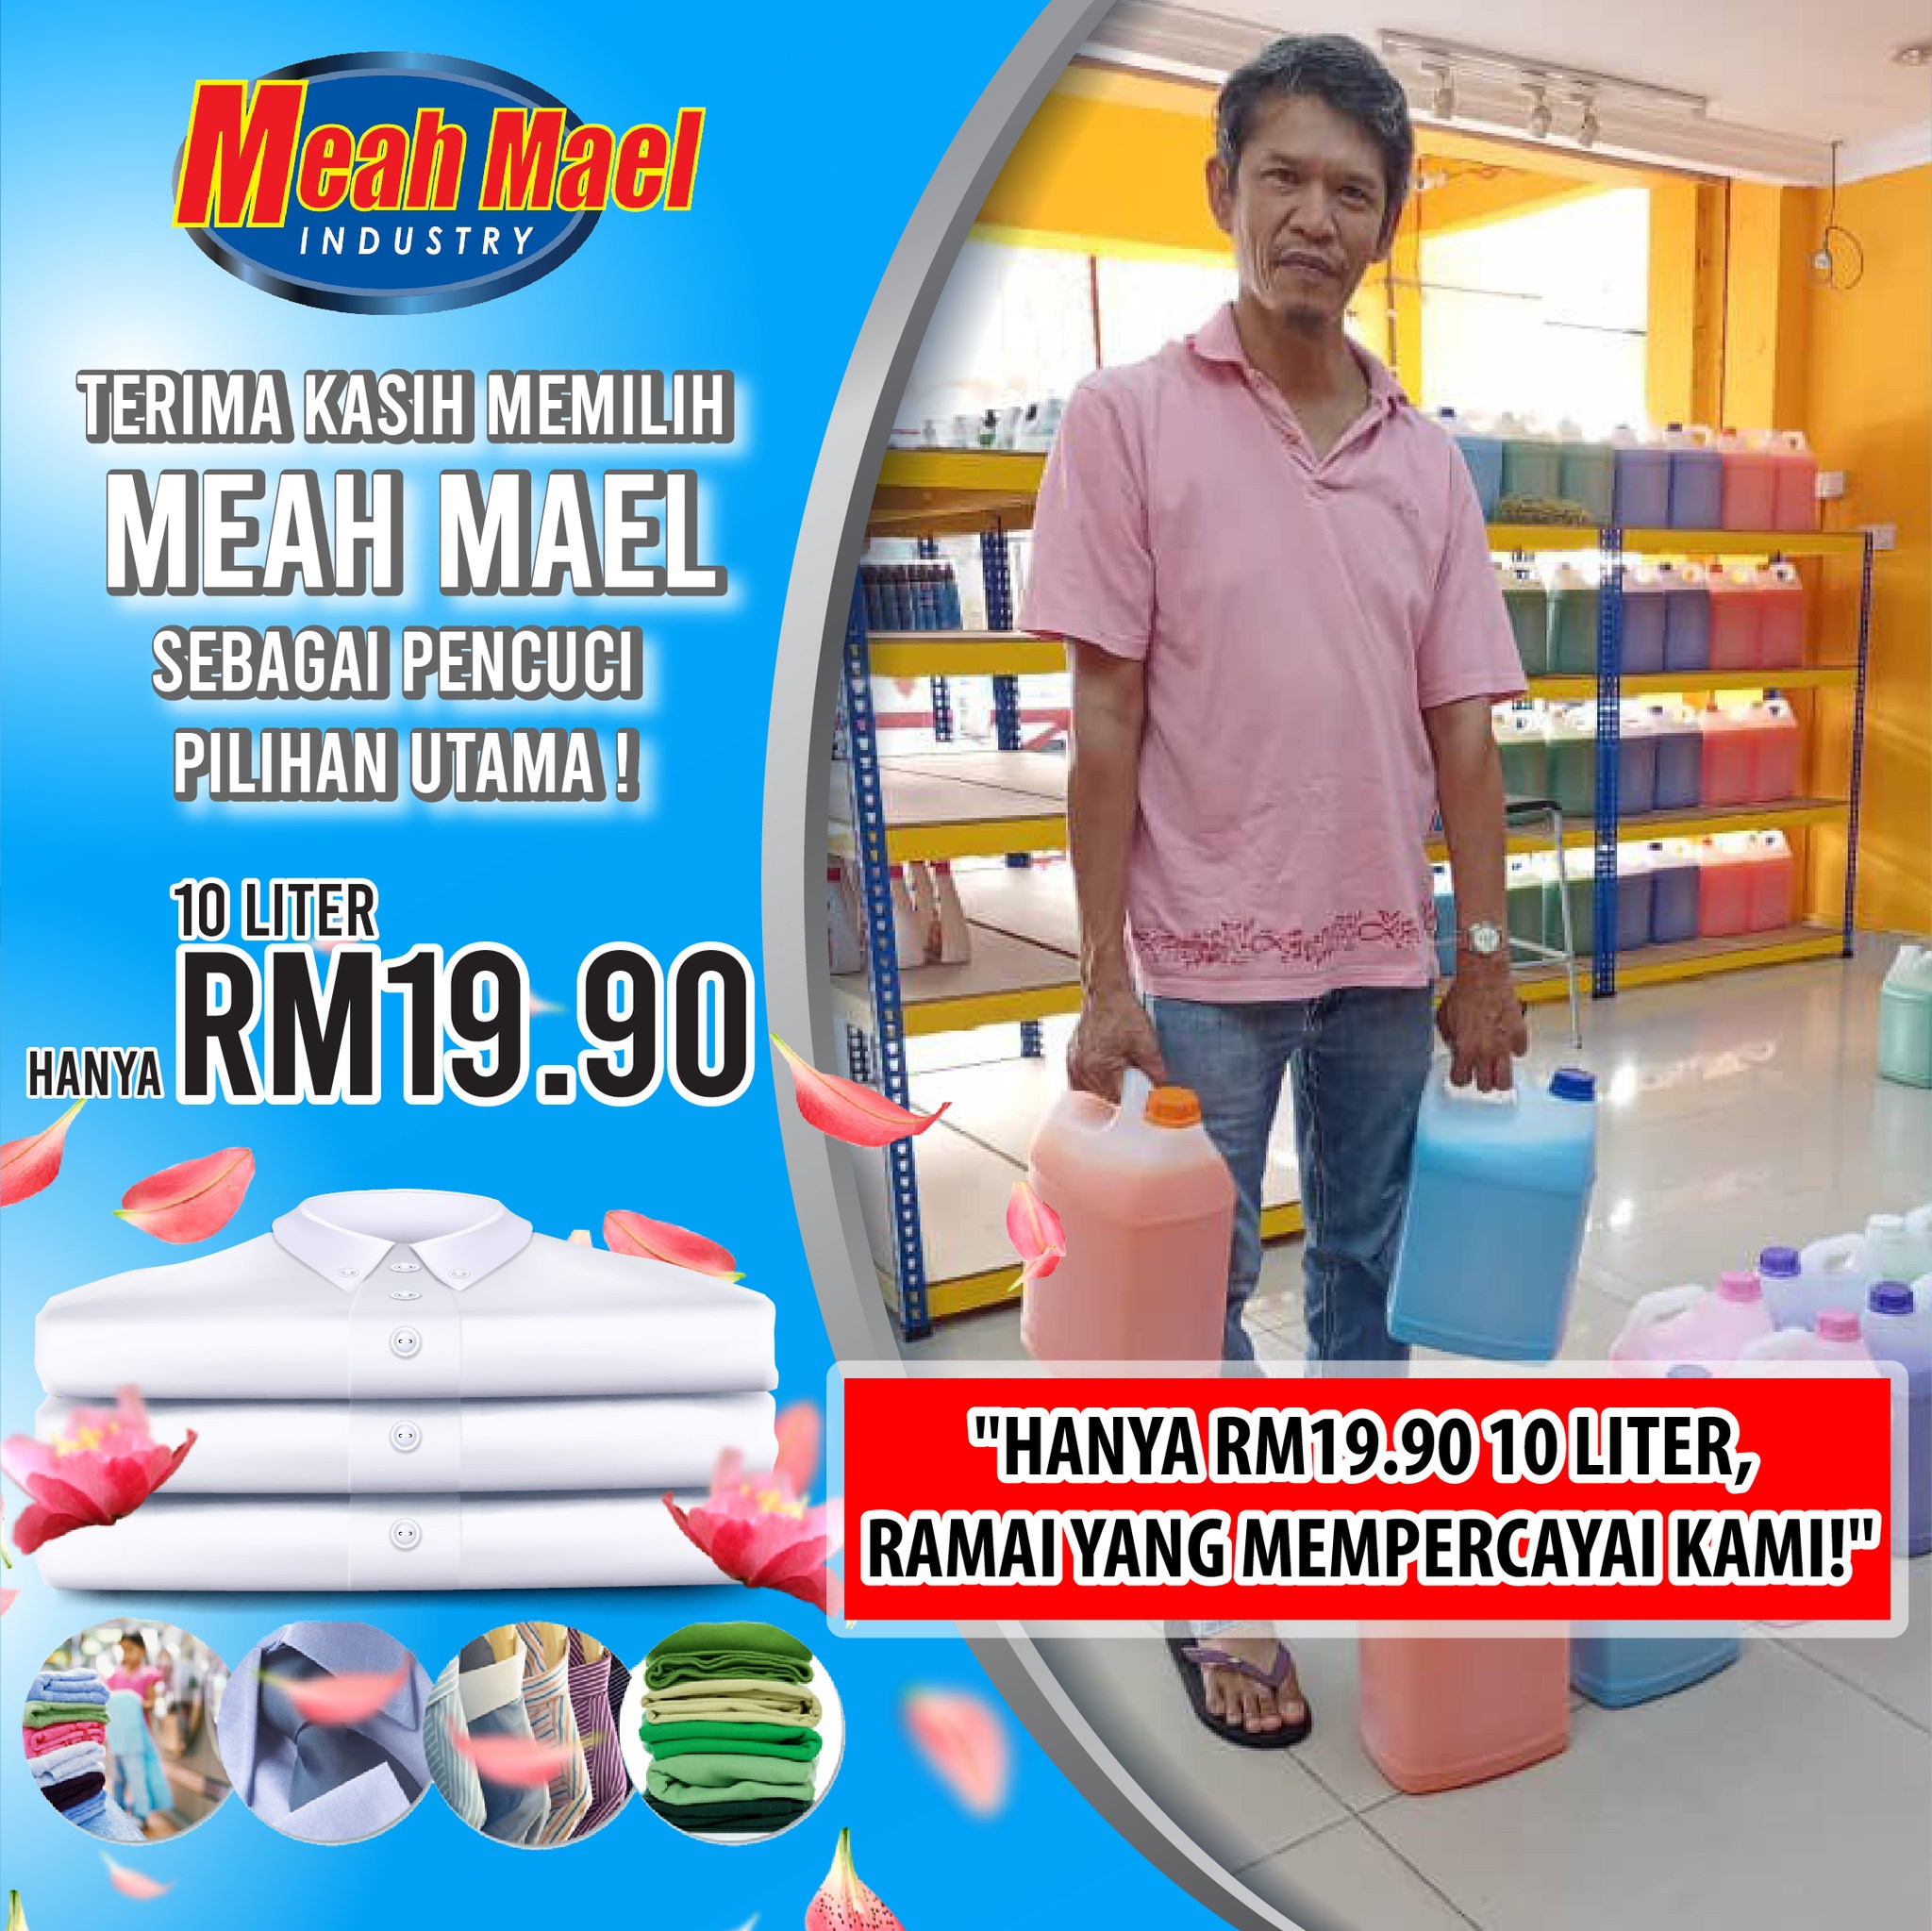 Meah Mael
INDUSTRY
TERIMA KASIH MEMILIH
MEAH MAEL
SEBAGAI PENCUCI
PILIHAN UTAMA !
10 LITER
HANYA RM19.90
"HANYA RM19.90 10 LITER,
RAMAI YANG MEMPERCAYAI KAMI!"